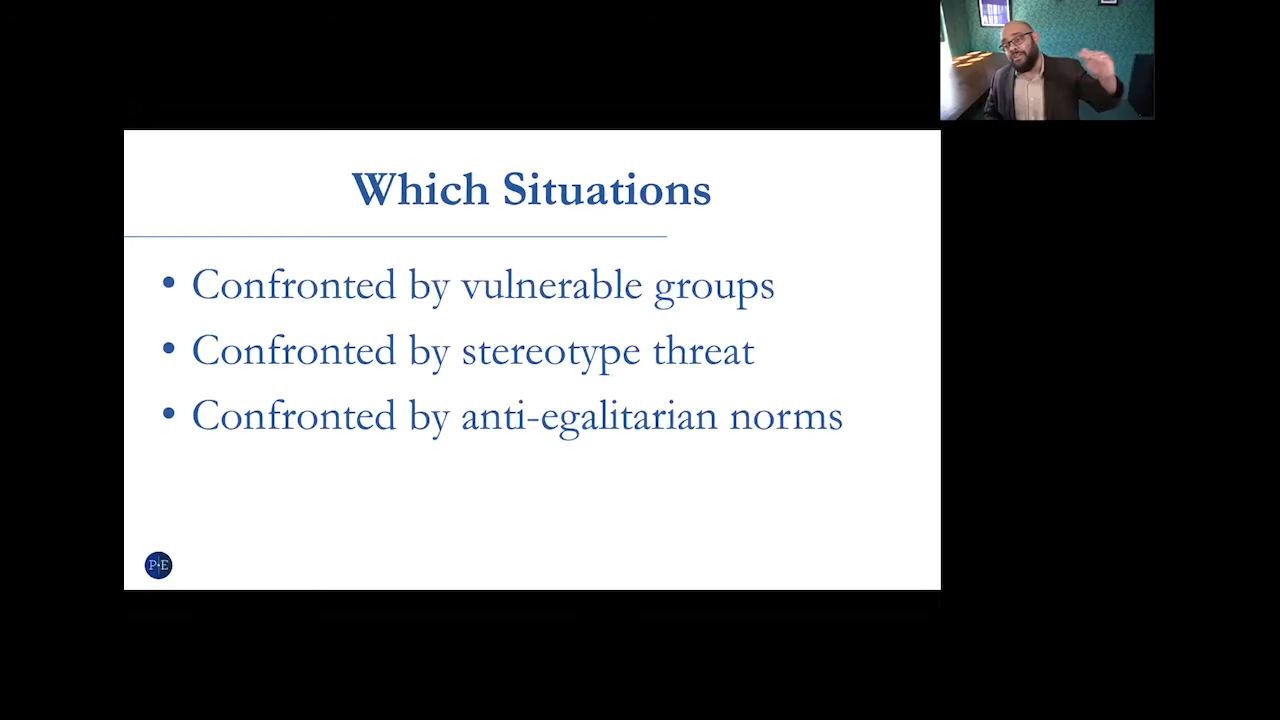 Which Situations
• Confronted by vulnerable groups
• Confronted by stereotype threat
• Confronted by anti-egalitarian norms
P•E